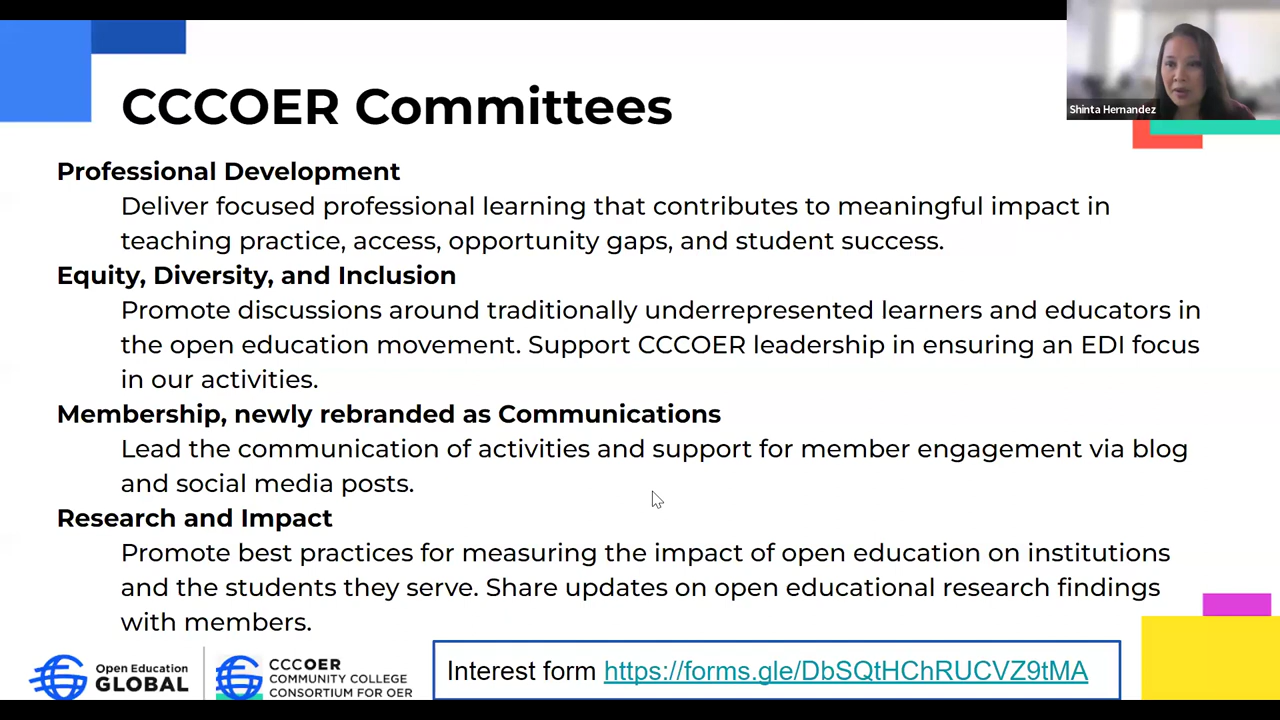 CCCOER Committees
Shinta Hernandez
Professional Development
Deliver focused professional learning that contributes to meaningful impact in
teaching practice, access, opportunity gaps, and student success.
Equity, Diversity, and Inclusion
Promote discussions around traditionally underrepresented learners and educators in
the open education movement. Support CCCOER leadership in ensuring an EDI focus
in our activities.
Membership, newly rebranded as Communications
Lead the communication of activities and support for member engagement via blog
and social media posts.
Research and Impact
Promote best practices for measuring the impact of open education on institutions
and the students they serve. Share updates on open educational research findings
with members.
Open Education
GLOBAL
CCCOER
COMMUNITY COLLEGE
CONSORTIUM FOR OER
Interest form https://forms.gle/DbSQtHChRUCVZ9tMA